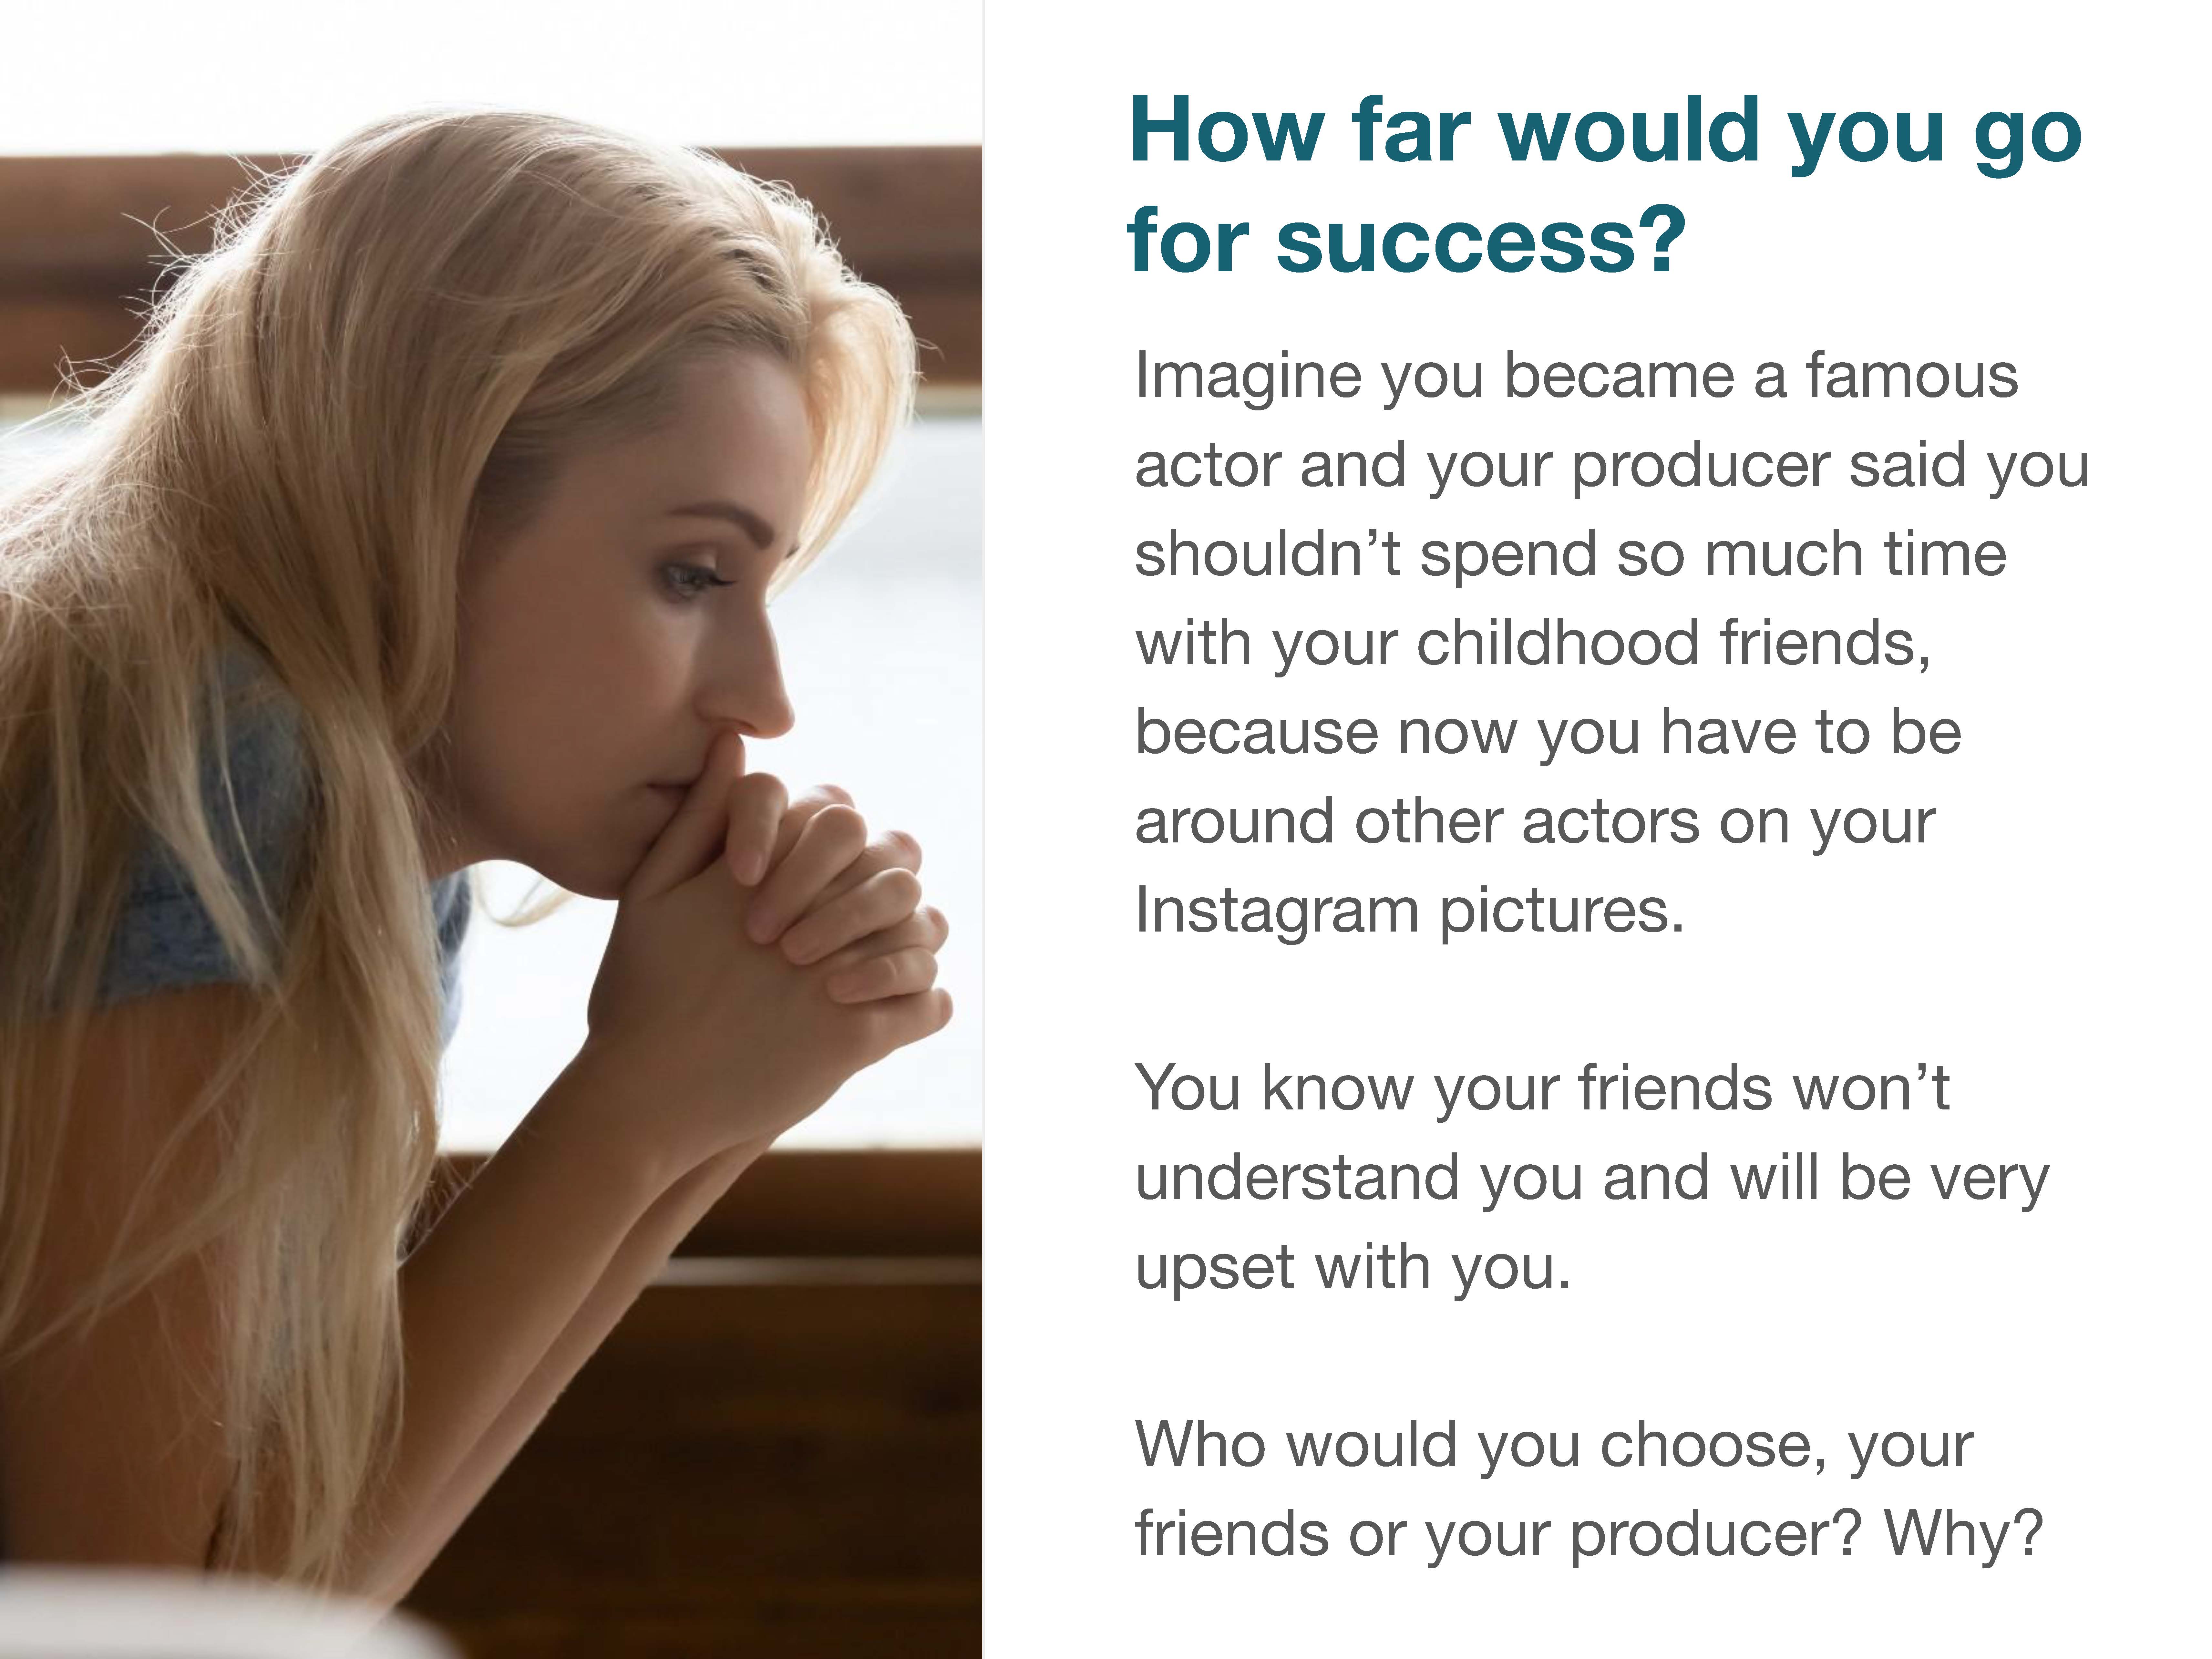 How far would you go
for success?
Imagine you became a famous
actor and your producer said you
shouldn’t spend so much time
with your childhood friends,
because now you have to be
around other actors on your
Instagram pictures.
You know your friends won’t
understand you and will be very
upset with you.
Who would you choose, your
friends or your producer? Why?